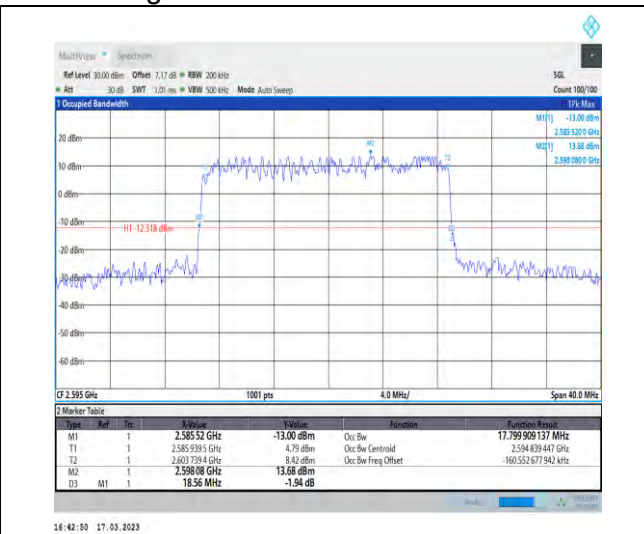 MultiView Spectrum
Ref Level 30.00 dBm Offset 7.17 dB RBW 200 kHz SGL
Att 30 dB SWT 1.01 ms VBW 500 kHz Mode Auto Sweep Count 100/100
1 Occupied Bandwidth 1Pk Max
M1[1] -13.00 dBm
2.585 520 0 GHz
M2[1] 13.68 dBm
2.598 080 0 GHz
20 dBm
M2
T2
10 dBm
0 dBm
-10 dBm
H1 -12.318 dBm
-20 dBm
-30 dBm
-40 dBm
-50 dBm
-60 dBm
CF 2.595 GHz 1001 pts 4.0 MHz/ Span 40.0 MHz
2 Marker Table
Type Ref Trc X-Value Y-Value Function Function Result
M1 1 2.585 52 GHz -13.00 dBm Occ Bw 17.799 909 137 MHz
T1 1 2.585 939 5 GHz 4.79 dBm Occ Bw Centroid 2.594 839 447 GHz
T2 1 2.603 739 4 GHz 8.42 dBm Occ Bw Freq Offset -160.552 677 942 kHz
M2 1 2.598 08 GHz 13.68 dBm
D3 M1 1 18.56 MHz -1.94 dB
16:42:50 17.03.2023